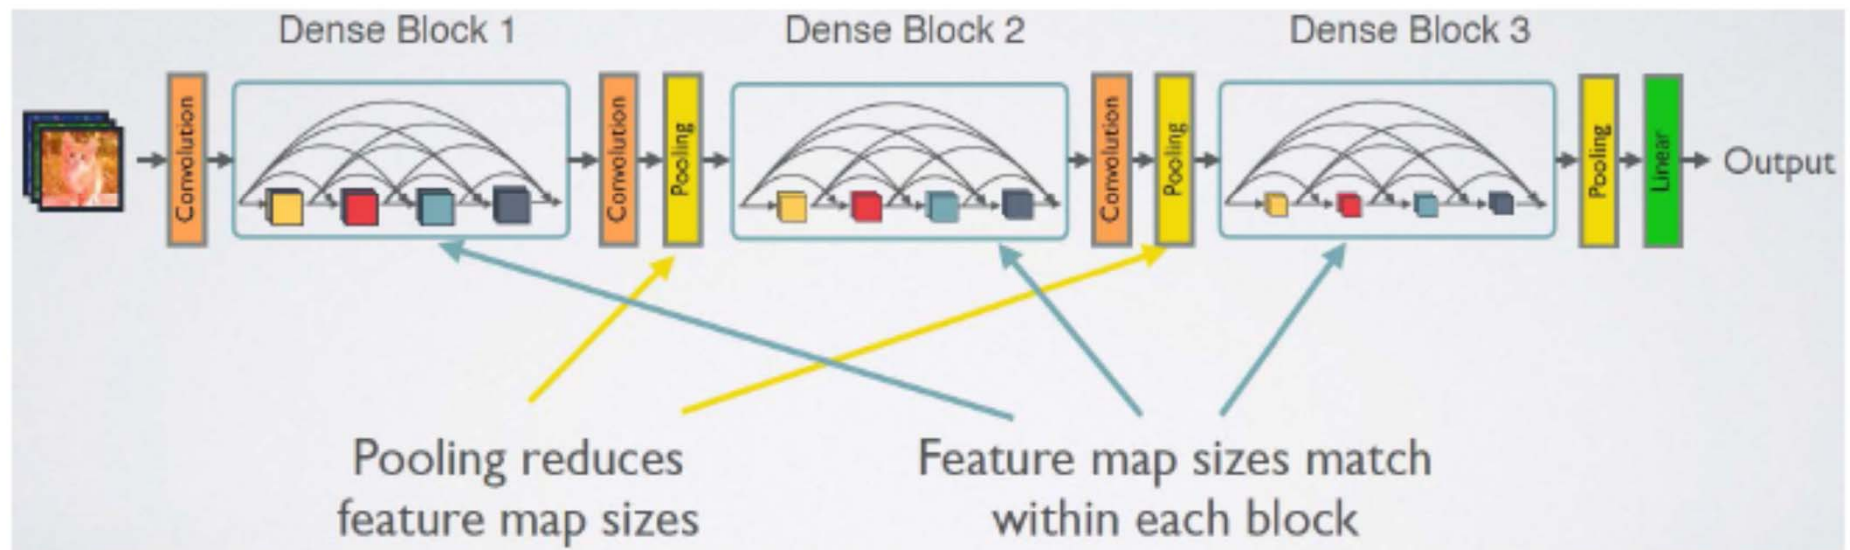 Dense Block 1
Dense Block 2
Dense Block 3
Convolution
Convolution
Pooling
Convolution
Pooling
Pooling
Linear
Output
Pooling reduces
feature map sizes
Feature map sizes match
within each block